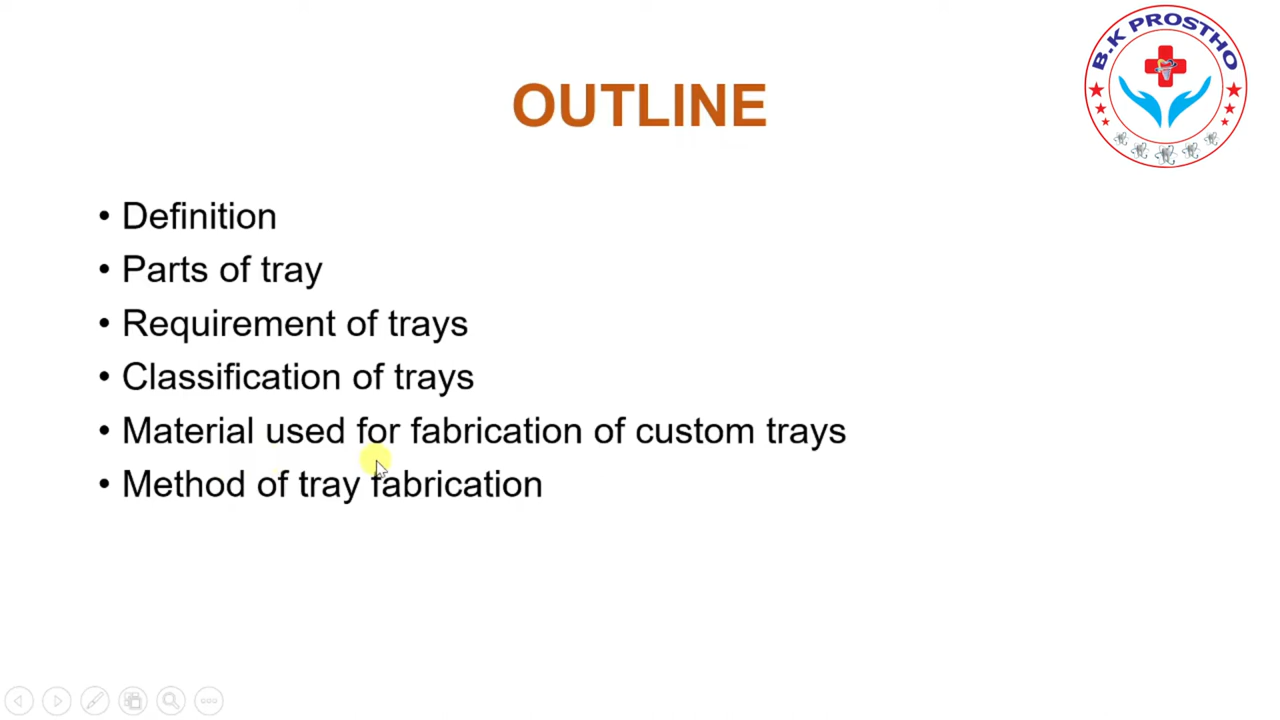 B.K PROSTHO
OUTLINE
• Definition
• Parts of tray
• Requirement of trays
• Classification of trays
• Material used for fabrication of custom trays
• Method of tray fabrication